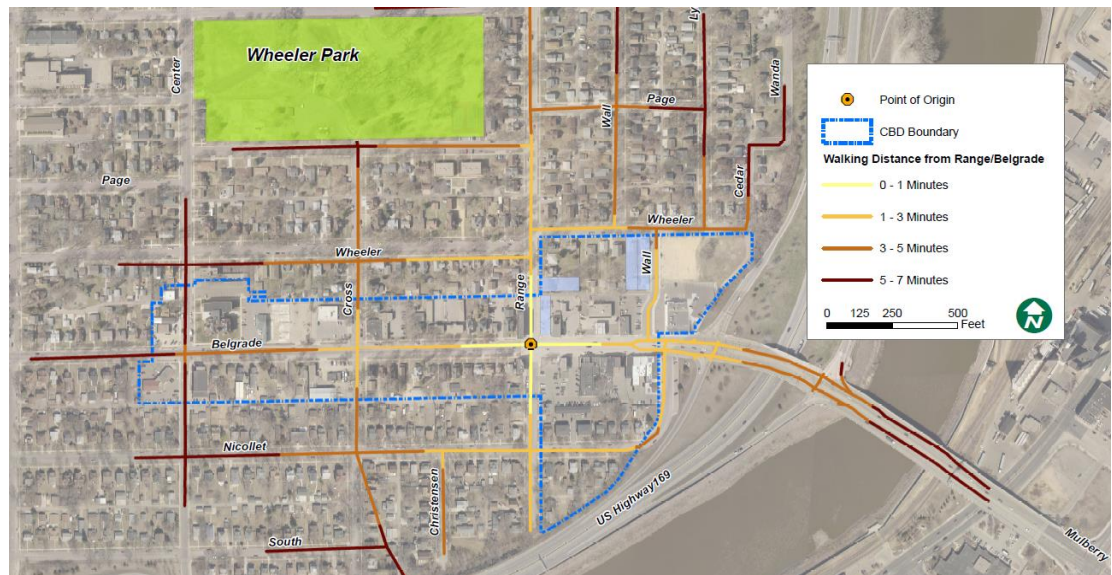 Wheeler Park
Center
Ly
Wall
Page
Wanda
Page
Cedar
Wheeler
Wheeler
Wall
Cross
Range
Belgrade
Nicollet
Christensen
South
US Highway169
Mulberry
Point of Origin
CBD Boundary
Walking Distance from Range/Belgrade
0 - 1 Minutes
1 - 3 Minutes
3 - 5 Minutes
5 - 7 Minutes
0 125 250 500
Feet
N